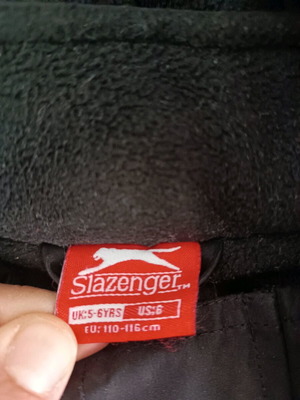 Slazenger™
UK:5-6YRS US:6
EU: 110-116cm